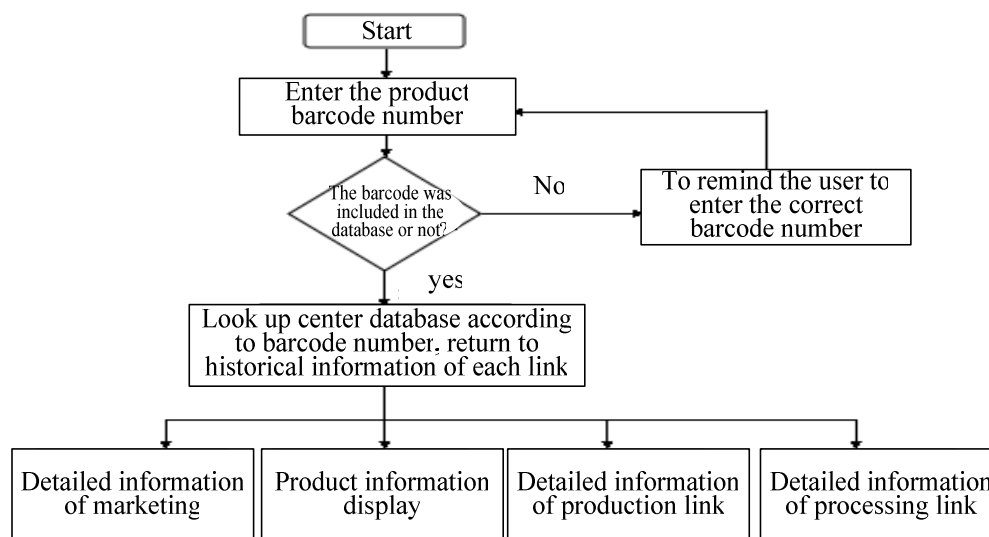 Start
Enter the product
barcode number
The barcode was
included in the
database or not?
No
To remind the user to
enter the correct
barcode number
yes
Look up center database according
to barcode number, return to
historical information of each link
Detailed information
of marketing
Product information
display
Detailed information
of production link
Detailed information
of processing link